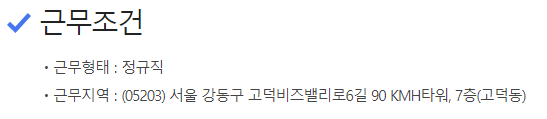 근무조건
• 근무형태 : 정규직
• 근무지역 : (05203) 서울 강동구 고덕비즈밸리로6길 90 KMH타워, 7층(고덕동)